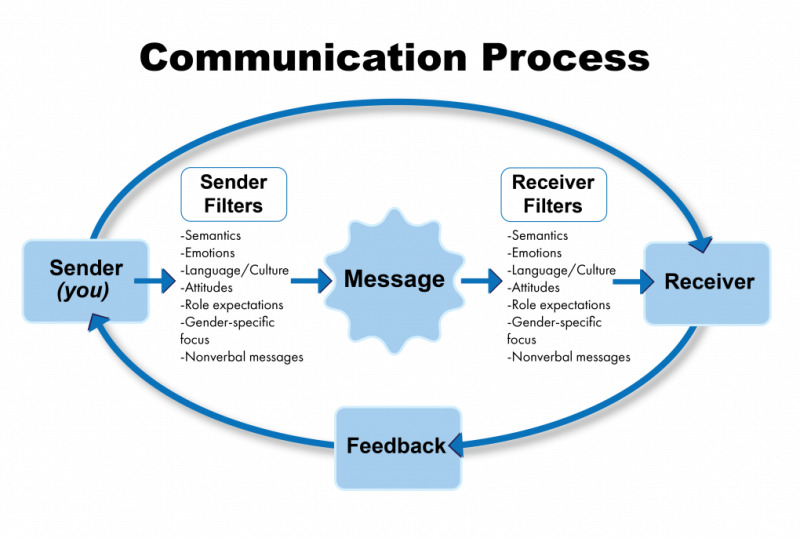 Communication Process
Sender
Filters
-Semantics
-Emotions
-Language/Culture
-Attitudes
-Role expectations
-Gender-specific
focus
-Nonverbal messages
Receiver
Filters
-Semantics
-Emotions
-Language/Culture
-Attitudes
-Role expectations
-Gender-specific
focus
-Nonverbal messages
Sender
(you)
Message
Receiver
Feedback